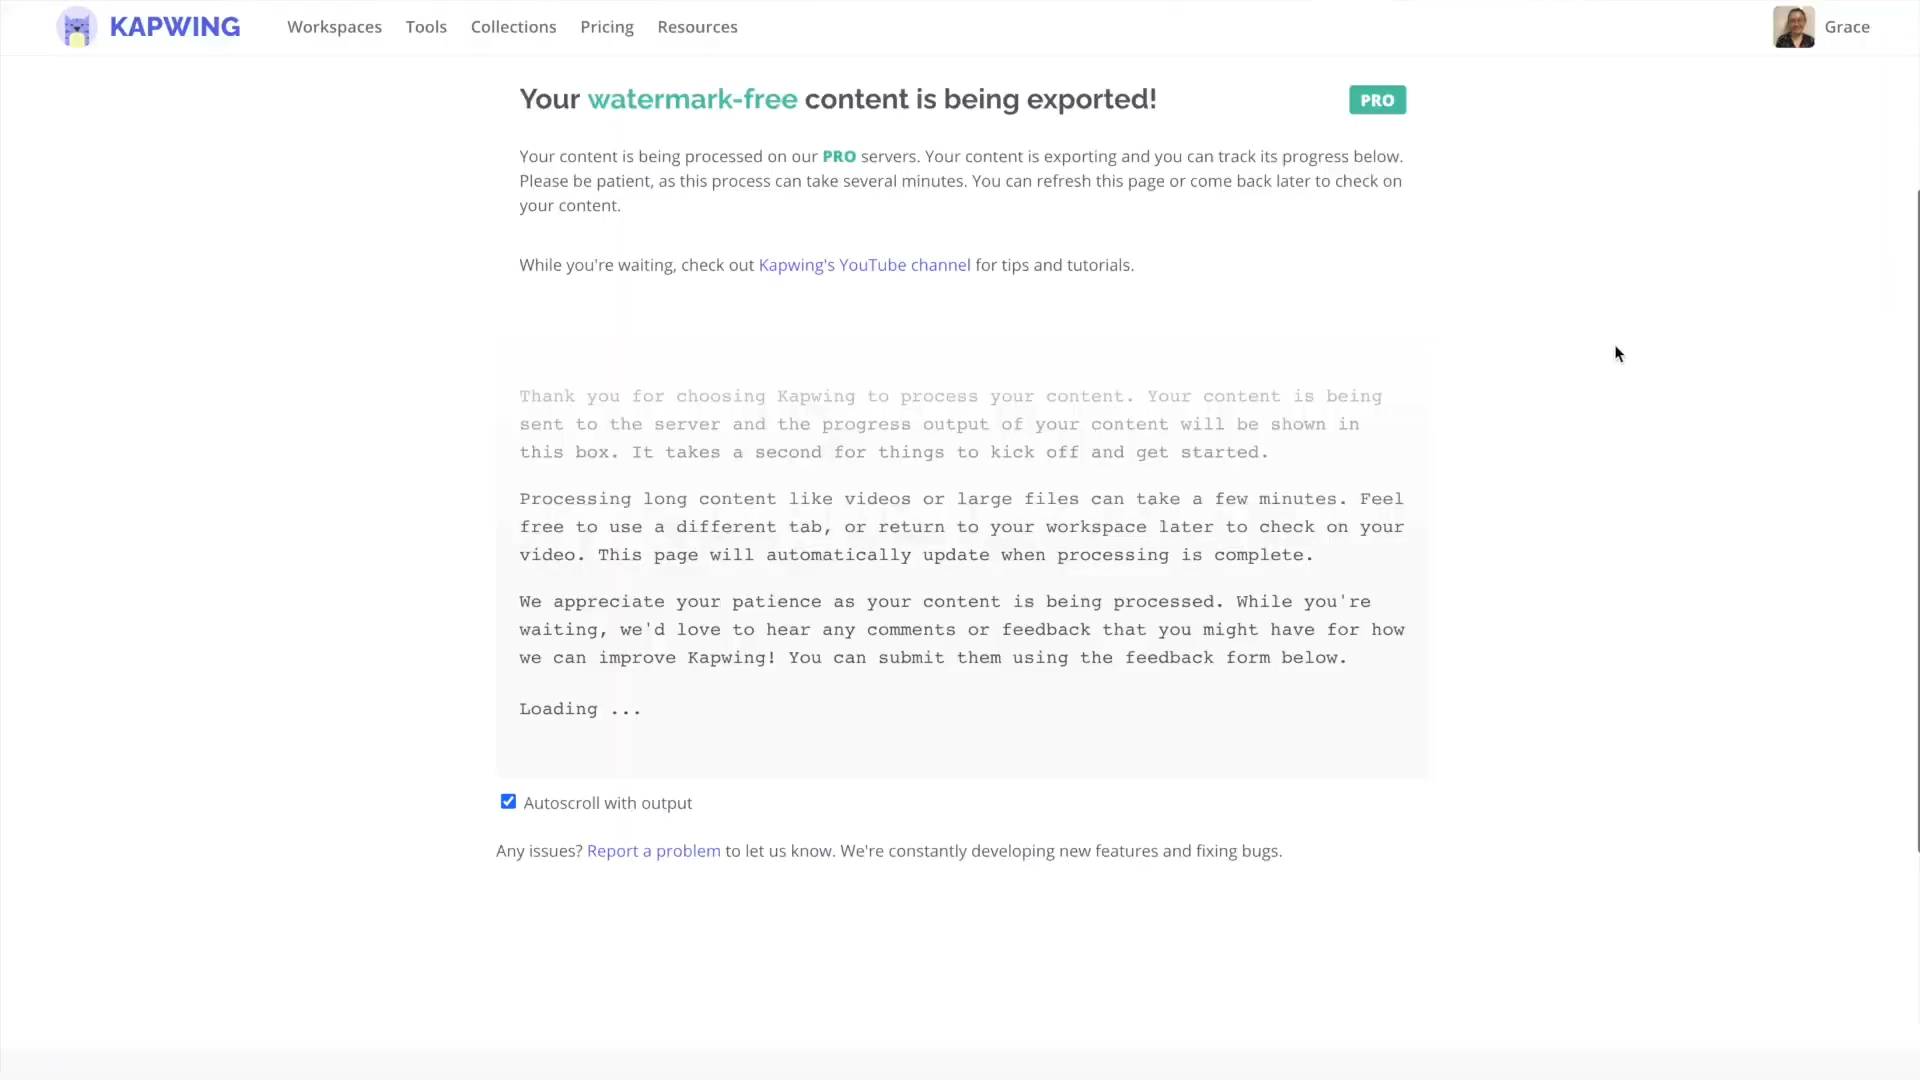 KAPWING Workspaces Tools Collections Pricing Resources Grace
Your watermark-free content is being exported! PRO
Your content is being processed on our PRO servers. Your content is exporting and you can track its progress below.
Please be patient, as this process can take several minutes. You can refresh this page or come back later to check on
your content.
While you're waiting, check out Kapwing's YouTube channel for tips and tutorials.
Thank you for choosing Kapwing to process your content. Your content is being
sent to the server and the progress output of your content will be shown in
this box. It takes a second for things to kick off and get started.
Processing long content like videos or large files can take a few minutes. Feel
free to use a different tab, or return to your workspace later to check on your
video. This page will automatically update when processing is complete.
We appreciate your patience as your content is being processed. While you're
waiting, we'd love to hear any comments or feedback that you might have for how
we can improve Kapwing! You can submit them using the feedback form below.
Loading ...
Autoscroll with output
Any issues? Report a problem to let us know. We're constantly developing new features and fixing bugs.